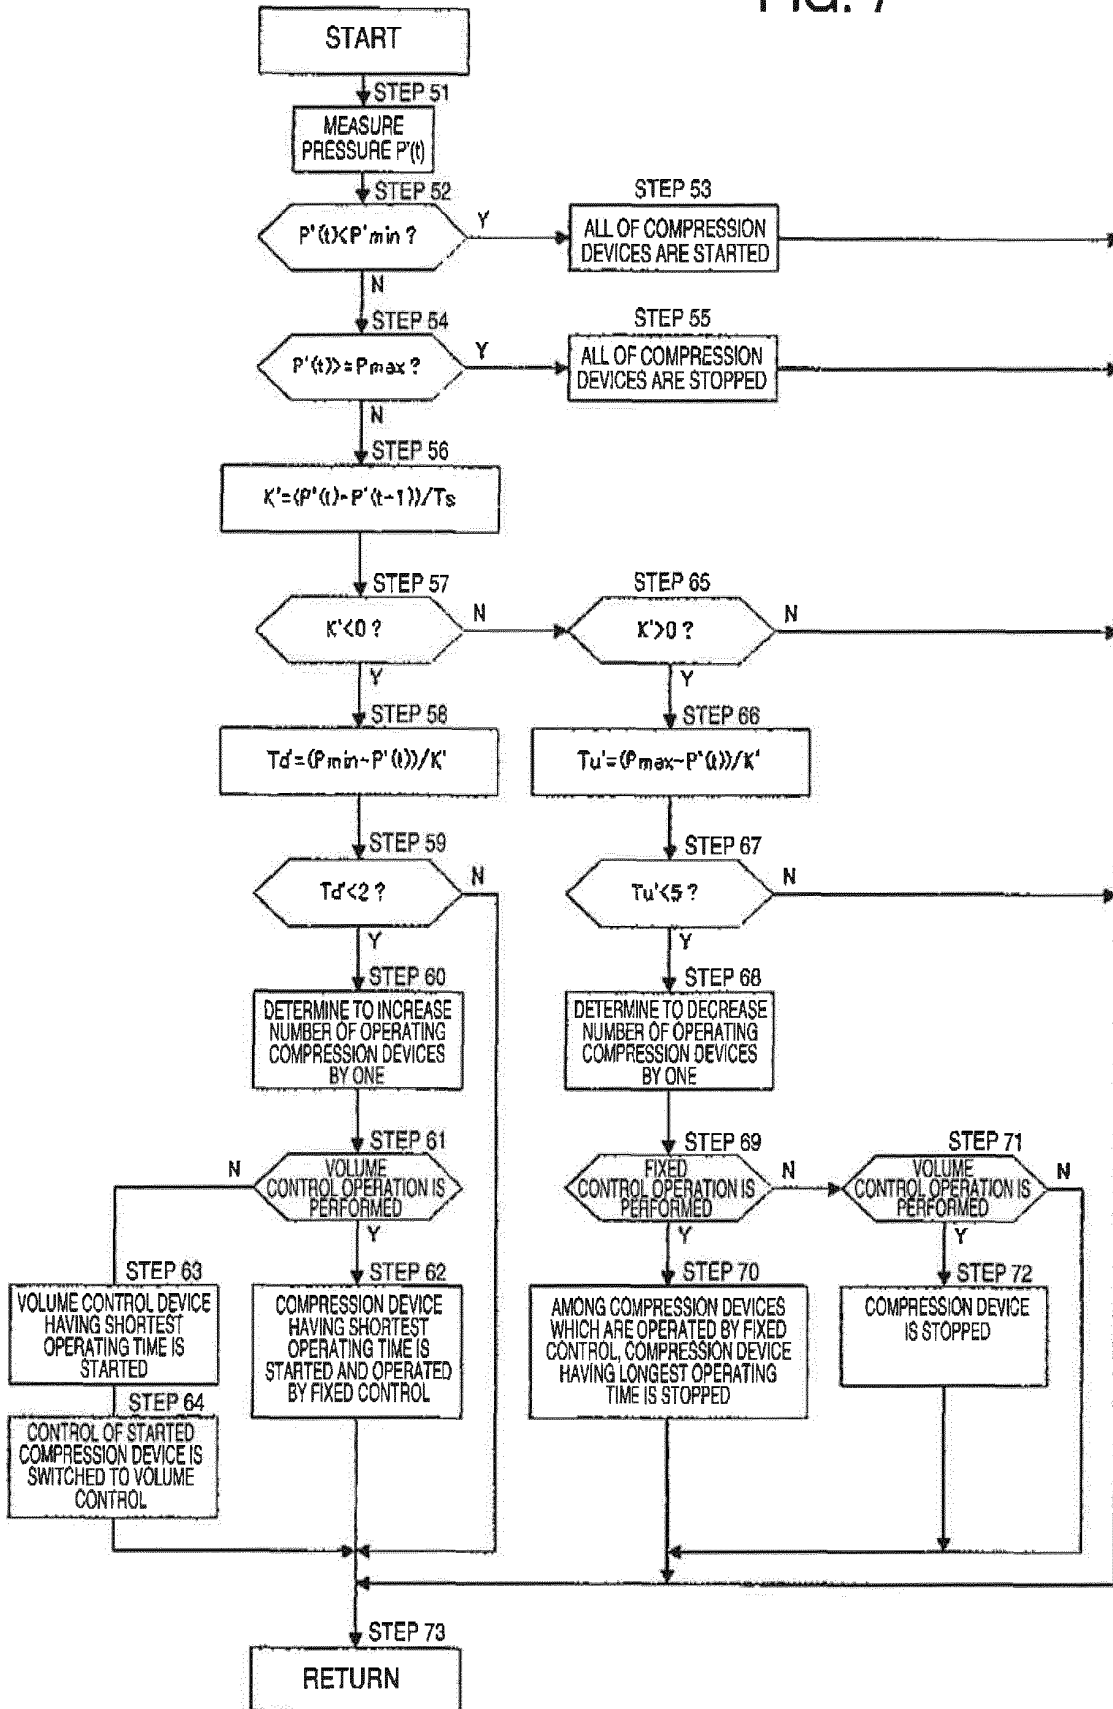 FIG. 7
START
STEP 51
MEASURE
PRESSURE P'(t)
STEP 52
P'(t)<P'min ?
Y
N
STEP 53
ALL OF COMPRESSION
DEVICES ARE STARTED
STEP 54
P'(t)>=Pmax ?
Y
N
STEP 55
ALL OF COMPRESSION
DEVICES ARE STOPPED
STEP 56
K'=(P'(t)-P'(t-1))/Ts
STEP 57
K'<0 ?
N
Y
STEP 65
K'>0 ?
N
Y
STEP 58
Td'=(Pmin-P'(t))/K'
STEP 66
Tu'=(Pmax-P'(t))/K'
STEP 59
Td'<2 ?
N
Y
STEP 67
Tu'<5 ?
N
Y
STEP 60
DETERMINE TO INCREASE
NUMBER OF OPERATING
COMPRESSION DEVICES
BY ONE
STEP 68
DETERMINE TO DECREASE
NUMBER OF OPERATING
COMPRESSION DEVICES
BY ONE
STEP 61
VOLUME
CONTROL OPERATION IS
PERFORMED
N
Y
STEP 69
FIXED
CONTROL OPERATION IS
PERFORMED
N
Y
STEP 71
VOLUME
CONTROL OPERATION IS
PERFORMED
N
Y
STEP 63
VOLUME CONTROL DEVICE
HAVING SHORTEST
OPERATING TIME IS
STARTED
STEP 62
COMPRESSION DEVICE
HAVING SHORTEST
OPERATING TIME IS
STARTED AND OPERATED
BY FIXED CONTROL
STEP 70
AMONG COMPRESSION DEVICES
WHICH ARE OPERATED BY FIXED
CONTROL, COMPRESSION DEVICE
HAVING LONGEST OPERATING
TIME IS STOPPED
STEP 72
COMPRESSION DEVICE
IS STOPPED
STEP 64
CONTROL OF STARTED
COMPRESSION DEVICE IS
SWITCHED TO VOLUME
CONTROL
STEP 73
RETURN